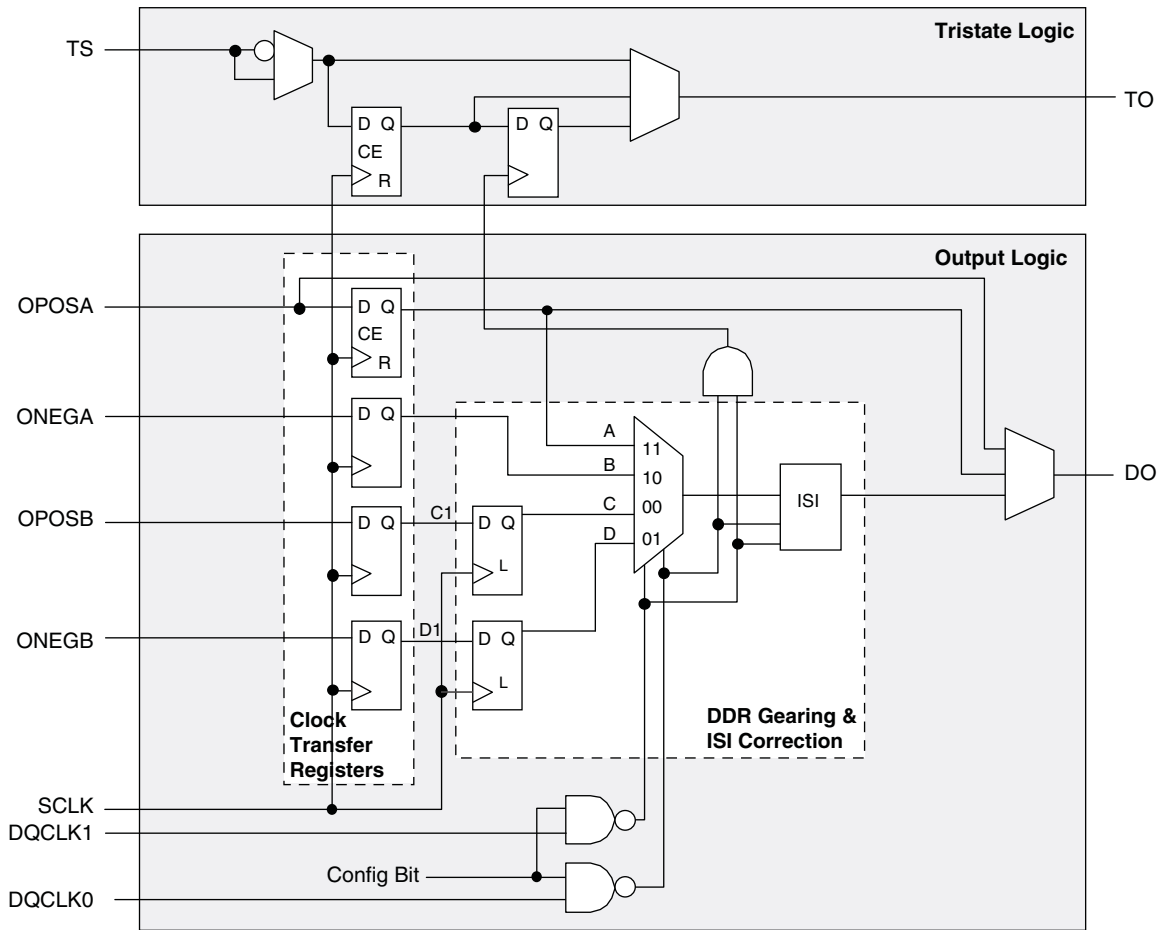 Tristate Logic
TS
TO
D Q
CE
R
D Q
Output Logic
OPOSA
D Q
CE
R
ONEGA
D Q
A
11
B
10
C
00
D
01
ISI
DO
OPOSB
D Q
C1
D Q
L
ONEGB
D Q
D1
D Q
L
Clock
Transfer
Registers
DDR Gearing &
ISI Correction
SCLK
DQCLK1
Config Bit
DQCLK0